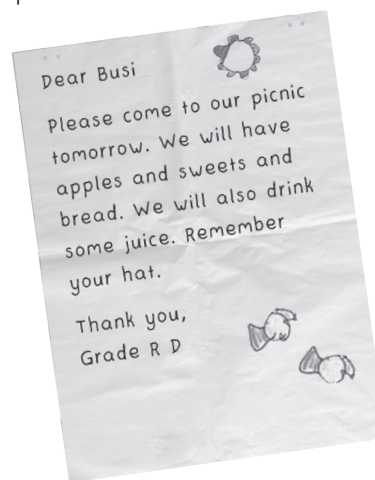 Dear Busi
Please come to our picnic
tomorrow. We will have
apples and sweets and
bread. We will also drink
some juice. Remember
your hat.
Thank you,
Grade R D